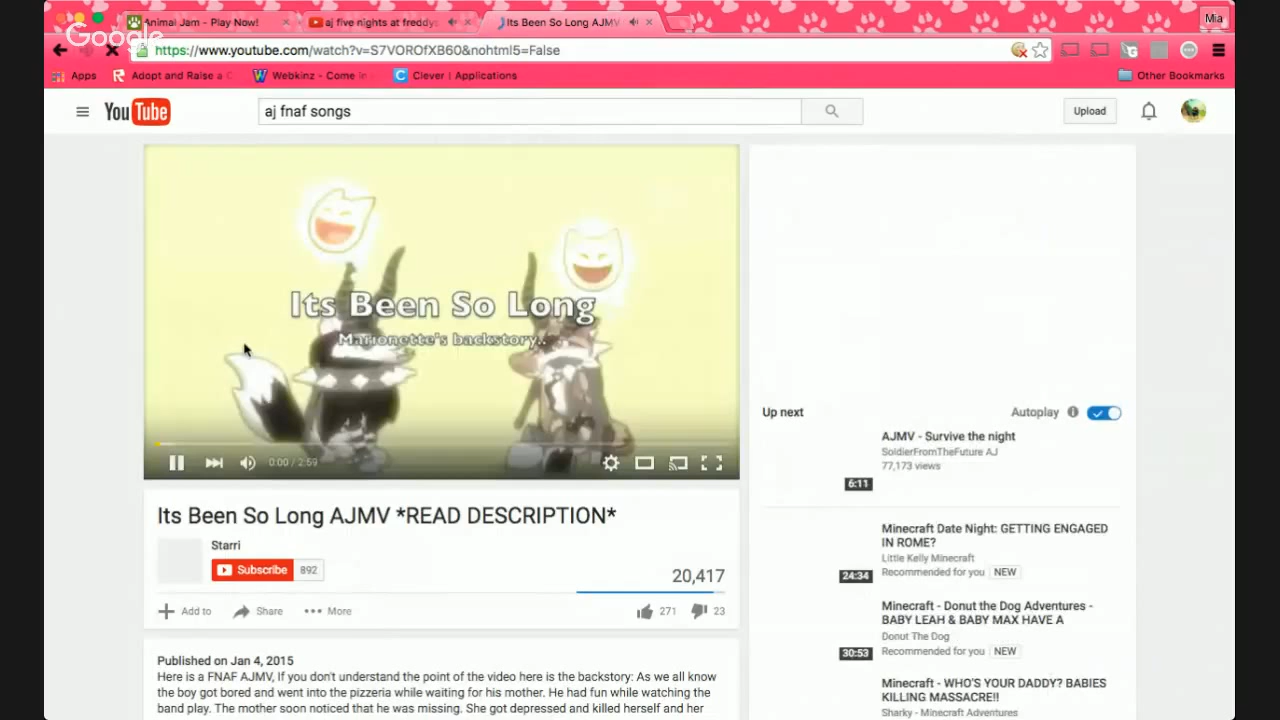 Animal Jam - Play Now!
aj five nights at freddys
Its Been So Long AJMV
Mia
Google
https://www.youtube.com/watch?v=S7VOROfXB60&nohtml5=False
Apps
Adopt and Raise a C
Webkinz - Come in
Clever | Applications
Other Bookmarks
YouTube
aj fnaf songs
Upload
Its Been So Long
Marionette's backstory..
0:00 / 2:59
Up next
Autoplay
AJMV - Survive the night
SoldierFromTheFuture AJ
77,173 views
6:11
Its Been So Long AJMV *READ DESCRIPTION*
Starri
Subscribe 892
20,417
Add to
Share
More
271
23
Minecraft Date Night: GETTING ENGAGED
IN ROME?
Little Kelly Minecraft
Recommended for you NEW
24:34
Minecraft - Donut the Dog Adventures -
BABY LEAH & BABY MAX HAVE A
Donut The Dog
Recommended for you NEW
30:53
Minecraft - WHO'S YOUR DADDY? BABIES
KILLING MASSACRE!!
Sharky - Minecraft Adventures
Published on Jan 4, 2015
Here is a FNAF AJMV, If you don't understand the point of the video here is the backstory: As we all know
the boy got bored and went into the pizzeria while waiting for his mother. He had fun while watching the
band play. The mother soon noticed that he was missing. She got depressed and killed herself and her